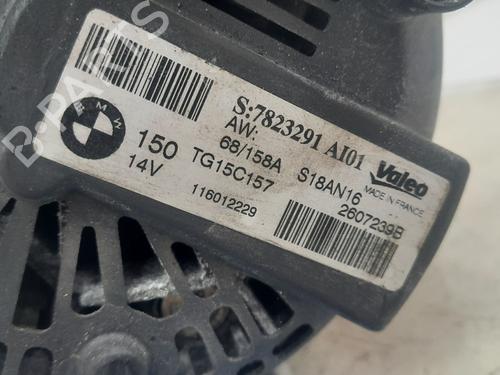 B-PARTS
BMW
S:7823291 AI01
AW:
150 68/158A S18AN16 Valeo
14V TG15C157 MADE IN FRANCE
116012229 2607239B